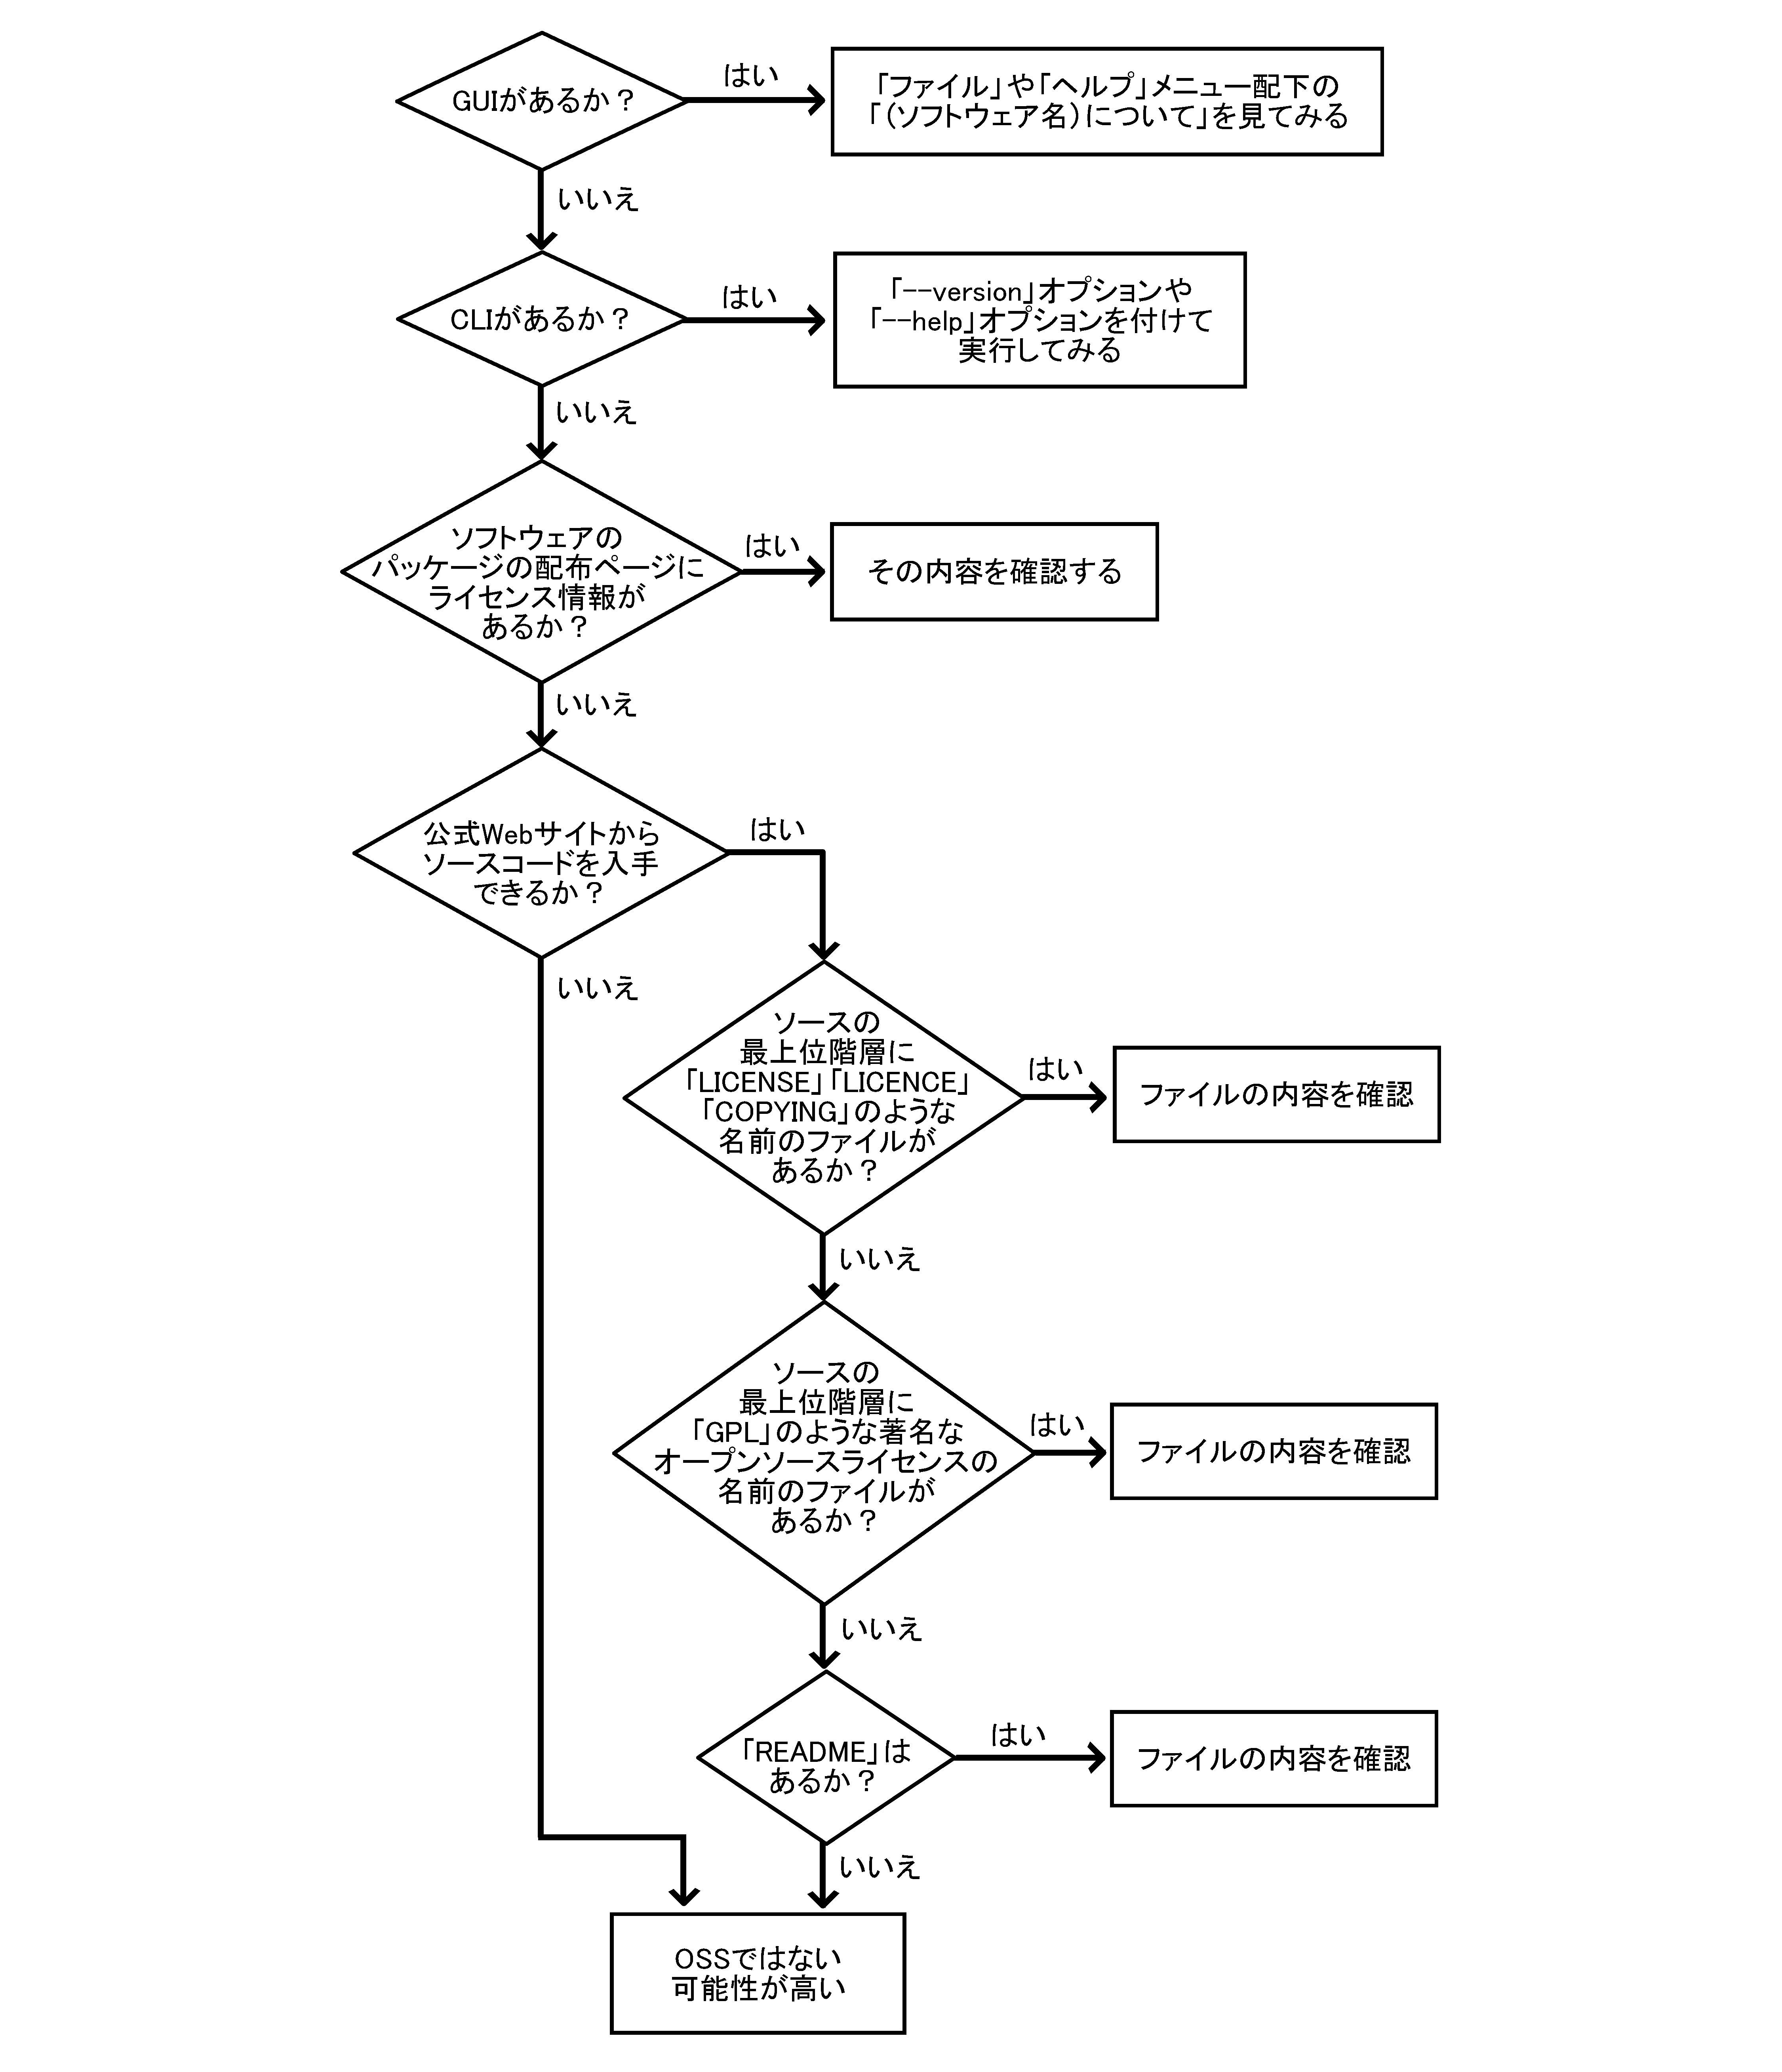 GUIがあるか？
はい
「ファイル」や「ヘルプ」メニュー配下の
「（ソフトウェア名）について」を見てみる
いいえ
CLIがあるか？
はい
「--version」オプションや
「--help」オプションを付けて
実行してみる
いいえ
ソフトウェアの
パッケージの配布ページに
ライセンス情報が
あるか？
はい
その内容を確認する
いいえ
公式Webサイトから
ソースコードを入手
できるか？
はい
いいえ
ソースの
最上位階層に
「LICENSE」「LICENCE」
「COPYING」のような
名前のファイルが
あるか？
はい
ファイルの内容を確認
いいえ
ソースの
最上位階層に
「GPL」のような著名な
オープンソースライセンスの
名前のファイルが
あるか？
はい
ファイルの内容を確認
いいえ
「README」は
あるか？
はい
ファイルの内容を確認
いいえ
OSSではない
可能性が高い